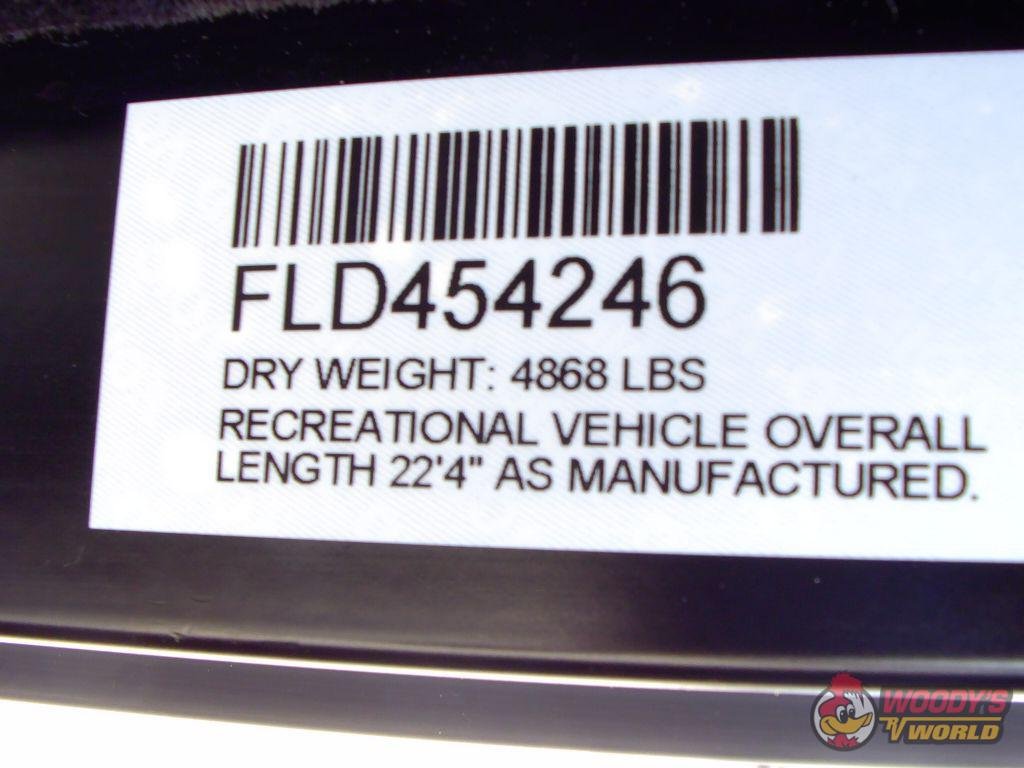 FLD454246
DRY WEIGHT: 4868 LBS
RECREATIONAL VEHICLE OVERALL
LENGTH 22'4" AS MANUFACTURED.
WOODY'S
RV WORLD